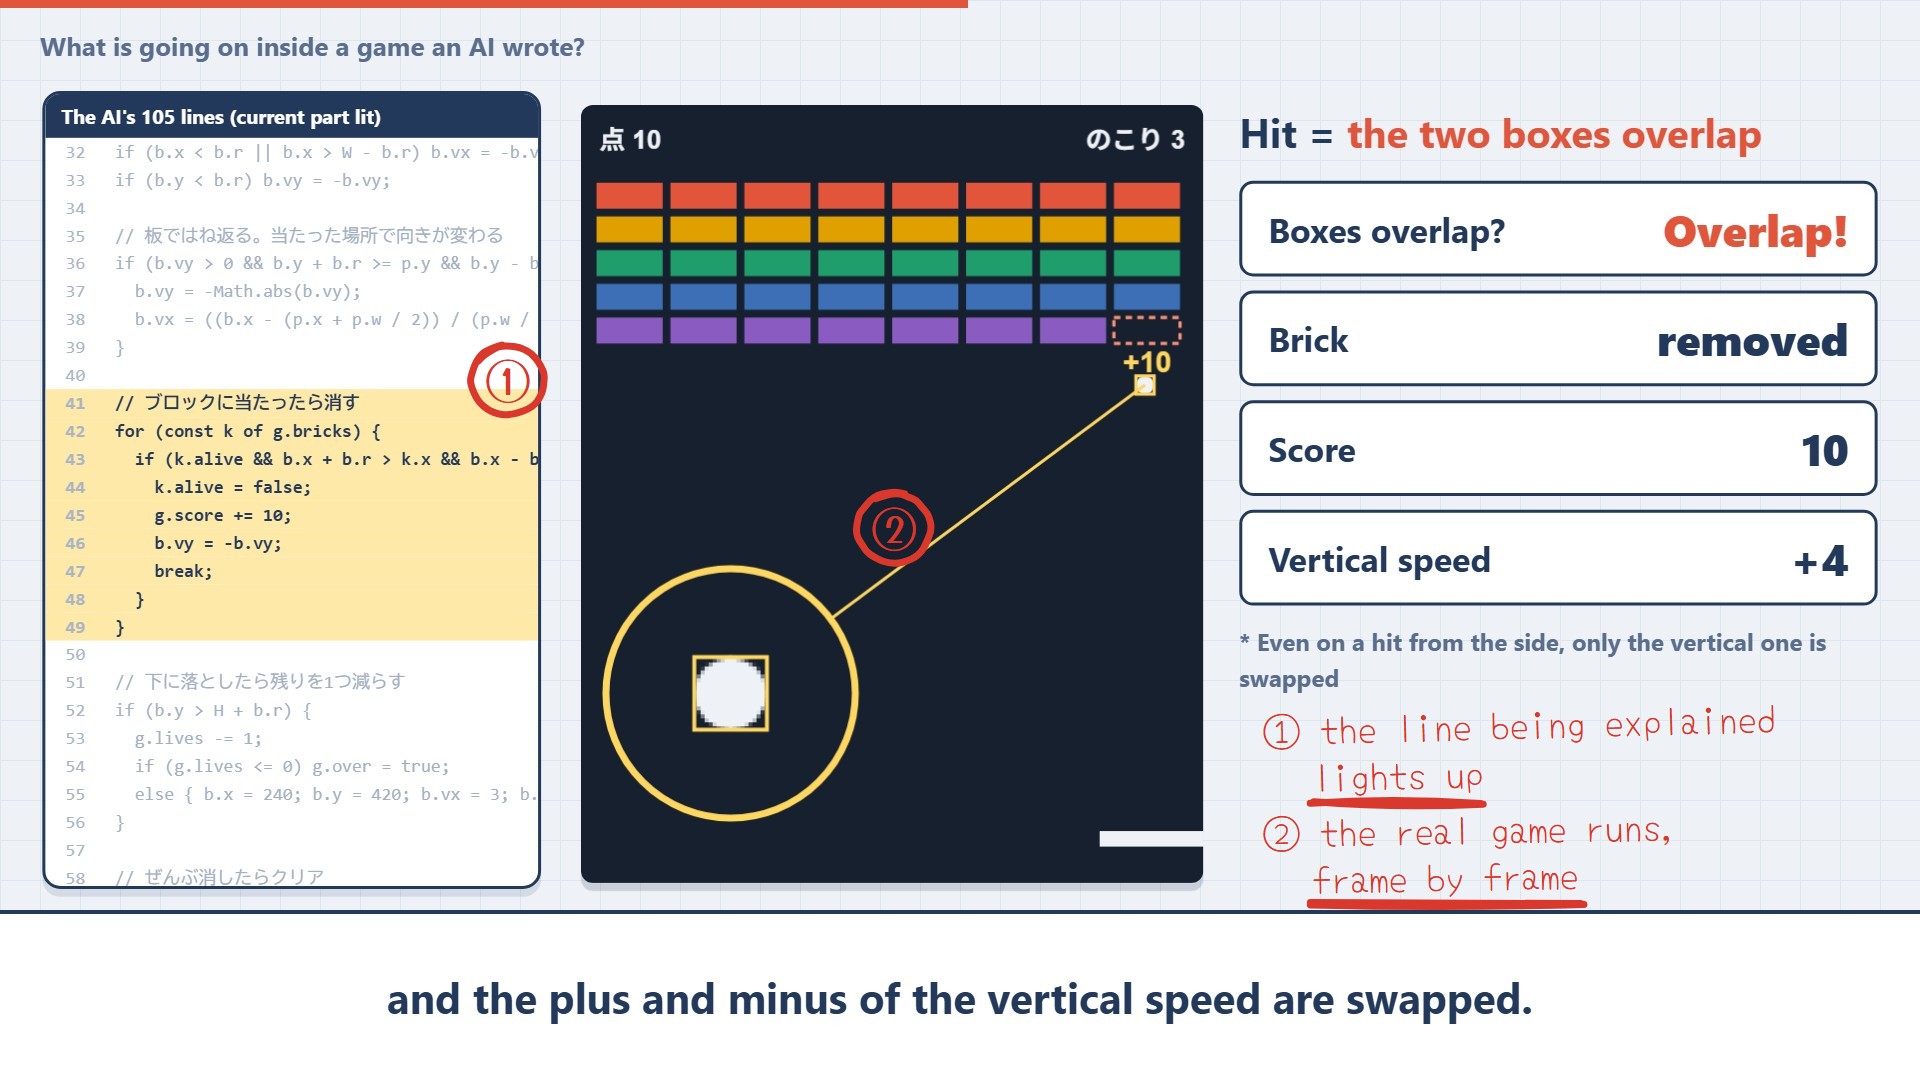 What is going on inside a game an AI wrote?
The AI's 105 lines (current part lit)
32 if (b.x < b.r || b.x > W - b.r) b.vx = -b.v
33 if (b.y < b.r) b.vy = -b.vy;
34
35 // 板ではね返る。当たった場所で向きが変わる
36 if (b.vy > 0 && b.y + b.r >= p.y && b.y - b
37 b.vy = -Math.abs(b.vy);
38 b.vx = ((b.x - (p.x + p.w / 2)) / (p.w /
39 }
40
41 // ブロックに当たったら消す
42 for (const k of g.bricks) {
43 if (k.alive && b.x + b.r > k.x && b.x - b
44 k.alive = false;
45 g.score += 10;
46 b.vy = -b.vy;
47 break;
48 }
49 }
50
51 // 下に落としたら残りを1つ減らす
52 if (b.y > H + b.r) {
53 g.lives -= 1;
54 if (g.lives <= 0) g.over = true;
55 else { b.x = 240; b.y = 420; b.vx = 3; b.
56 }
57
58 // ぜんぶ消したらクリア
①
点 10
のこり 3
+10
②
Hit = the two boxes overlap
Boxes overlap? Overlap!
Brick removed
Score 10
Vertical speed +4
* Even on a hit from the side, only the vertical one is
swapped
① the line being explained
lights up
② the real game runs,
frame by frame
and the plus and minus of the vertical speed are swapped.